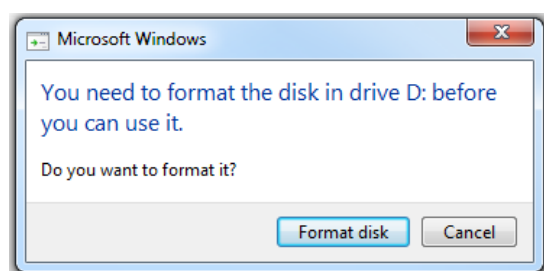 Microsoft Windows
You need to format the disk in drive D: before
you can use it.
Do you want to format it?
Format disk
Cancel